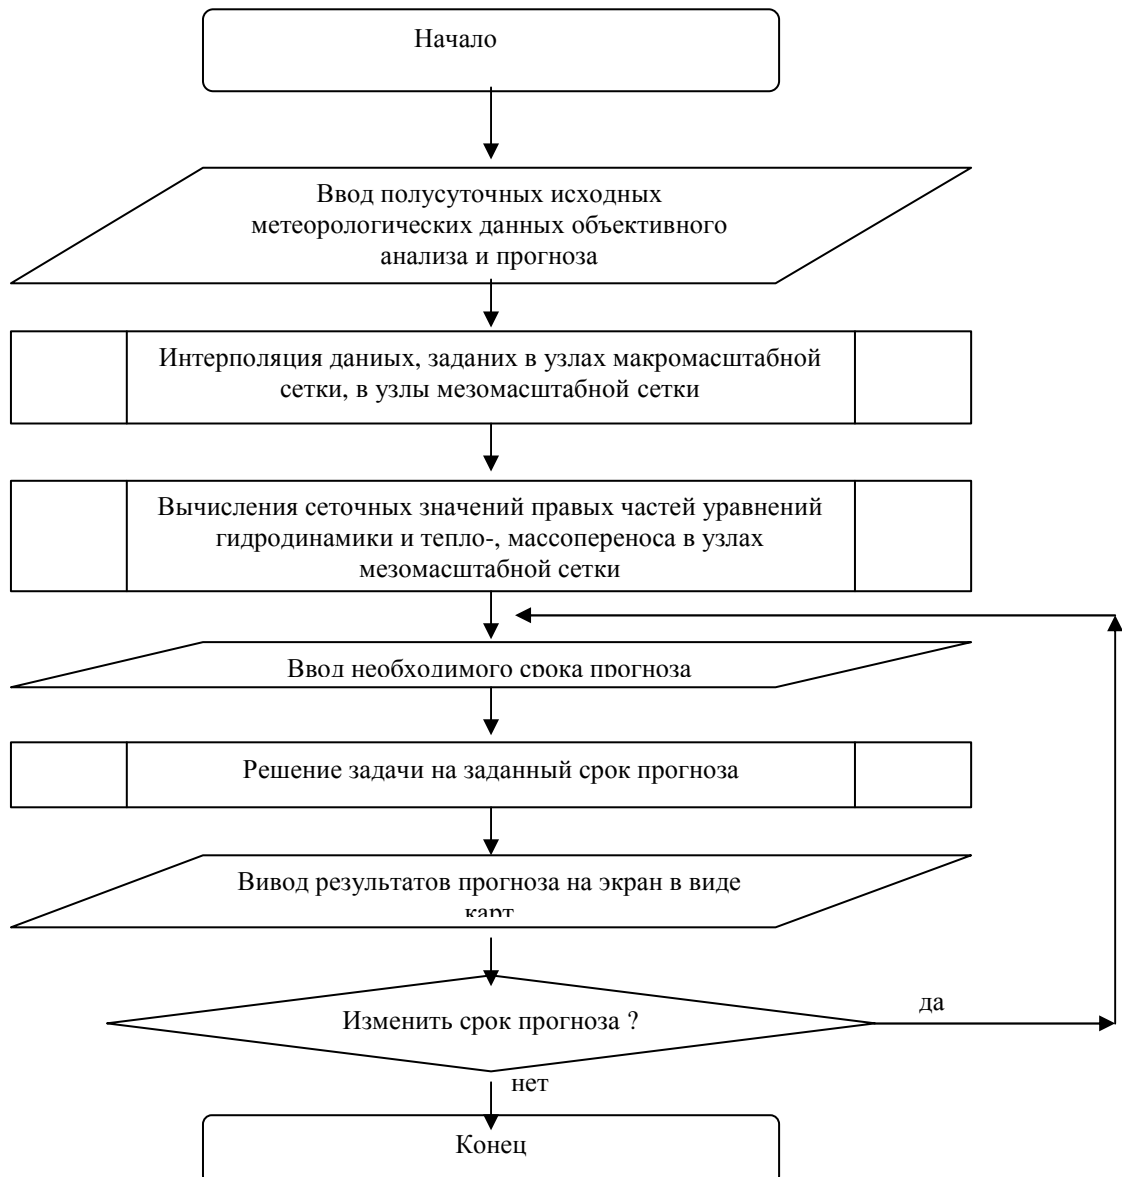 Начало
Ввод полусуточных исходных
метеорологических данных объективного
анализа и прогноза
Интерполяция даниых, заданих в узлах макромасштабной
сетки, в узлы мезомасштабной сетки
Вычисления сеточных значений правых частей уравнений
гидродинамики и тепло-, массопереноса в узлах
мезомасштабной сетки
Ввод необходимого срока прогноза
Решение задачи на заданный срок прогноза
Вивод результатов прогноза на экран в виде
карт
Изменить срок прогноза ?
да
нет
Конец